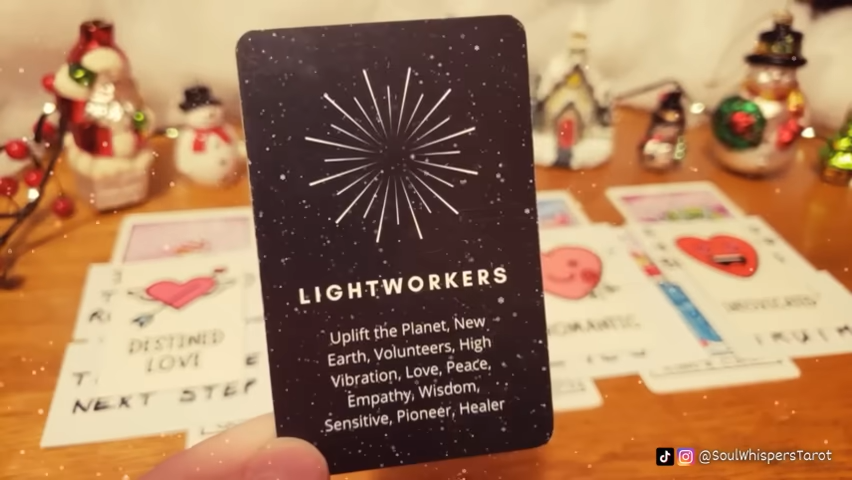 LIGHTWORKERS
Uplift the Planet, New
Earth, Volunteers, High
Vibration, Love, Peace,
Empathy, Wisdom,
Sensitive, Pioneer, Healer
DESTINED
LOVE
NEXT STEP
@SoulWhispersTarot